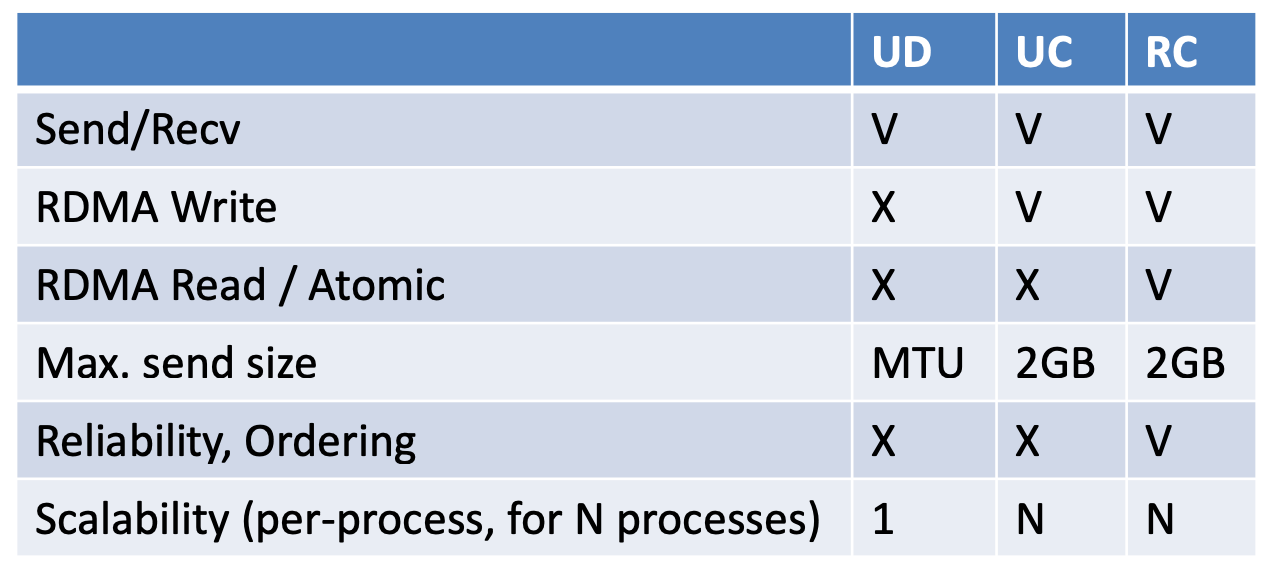 UD UC RC
Send/Recv V V V
RDMA Write X V V
RDMA Read / Atomic X X V
Max. send size MTU 2GB 2GB
Reliability, Ordering X X V
Scalability (per-process, for N processes) 1 N N